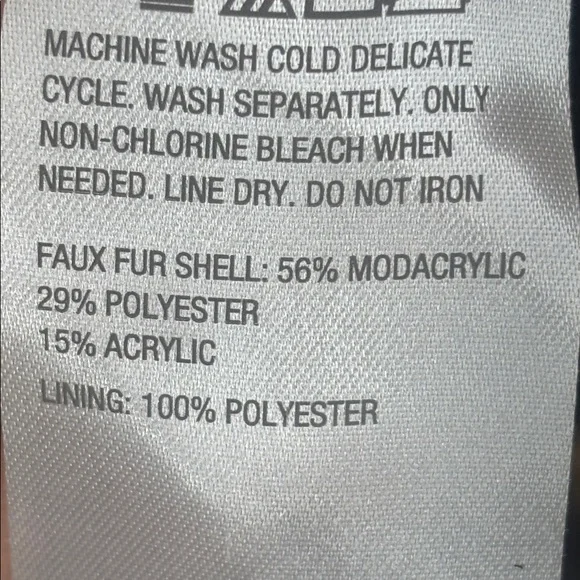 MACHINE WASH COLD DELICATE
CYCLE. WASH SEPARATELY. ONLY
NON-CHLORINE BLEACH WHEN
NEEDED. LINE DRY. DO NOT IRON
FAUX FUR SHELL: 56% MODACRYLIC
29% POLYESTER
15% ACRYLIC
LINING: 100% POLYESTER